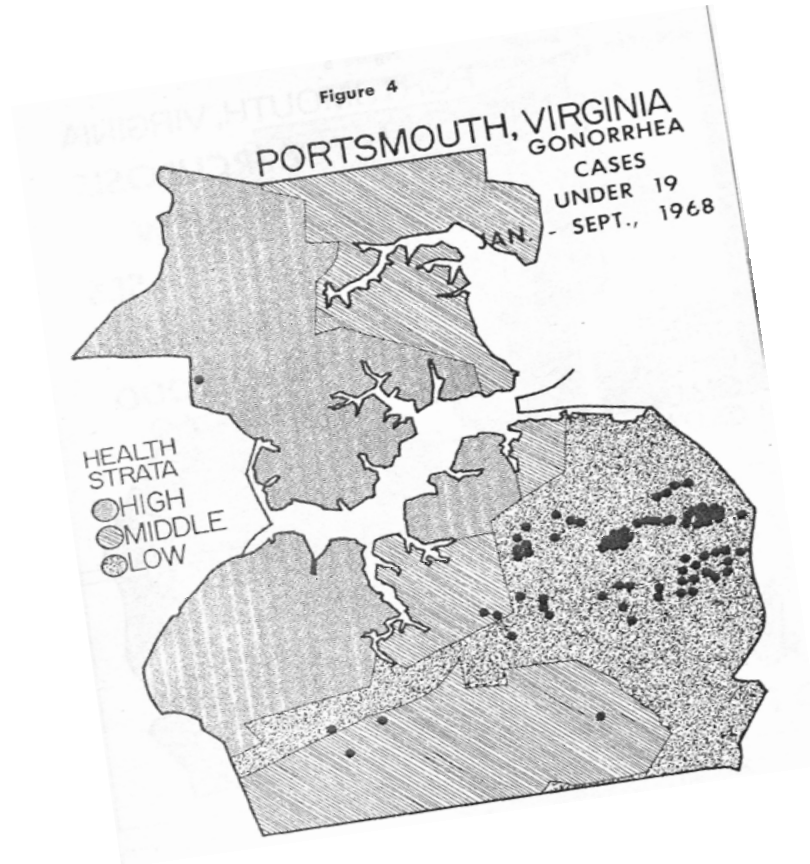 Figure 4
PORTSMOUTH, VIRGINIA
GONORRHEA
CASES
UNDER 19
JAN. - SEPT., 1968
HEALTH
STRATA
HIGH
MIDDLE
LOW